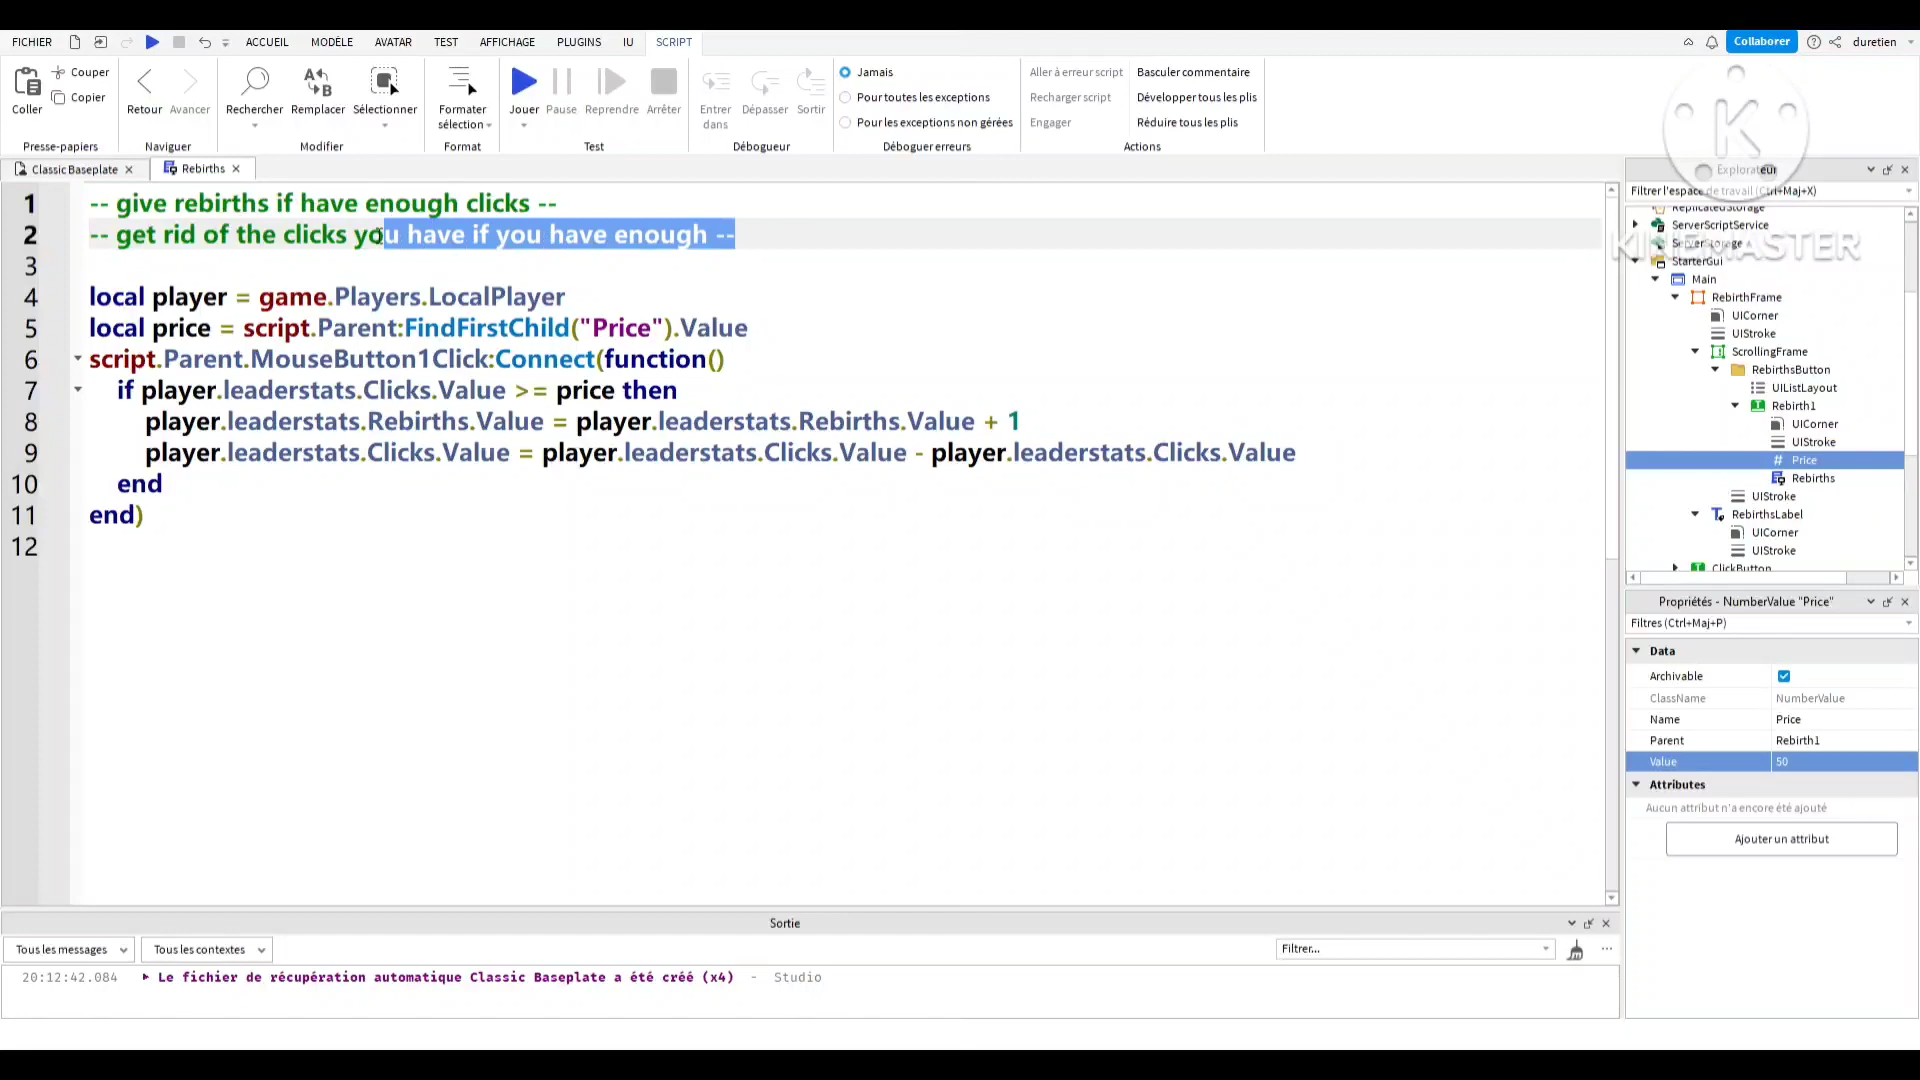 FICHIER ACCUEIL MODÈLE AVATAR TEST AFFICHAGE PLUGINS IU SCRIPT Collaborer duretien
Coller Couper Copier Presse-papiers
Retour Avancer Naviguer
Rechercher Remplacer Sélectionner Modifier
Formater sélection Format
Jouer Pause Reprendre Arrêter Test
Entrer dans Dépasser Sortir Débogueur
Jamais
Pour toutes les exceptions
Pour les exceptions non gérées
Déboguer erreurs
Aller à erreur script Basculer commentaire
Recharger script Développer tous les plis
Engager Réduire tous les plis
Actions
Classic Baseplate Rebirths
1 -- give rebirths if have enough clicks --
2 -- get rid of the clicks you have if you have enough --
3
4 local player = game.Players.LocalPlayer
5 local price = script.Parent:FindFirstChild("Price").Value
6 script.Parent.MouseButton1Click:Connect(function()
7 if player.leaderstats.Clicks.Value >= price then
8 player.leaderstats.Rebirths.Value = player.leaderstats.Rebirths.Value + 1
9 player.leaderstats.Clicks.Value = player.leaderstats.Clicks.Value - player.leaderstats.Clicks.Value
10 end
11 end)
12
K
KINEMASTER
Explorateur
Filtrer l'espace de travail (Ctrl+Maj+X)
ReplicatedStorage
ServerScriptService
ServerStorage
StarterGui
Main
RebirthFrame
UICorner
UIStroke
ScrollingFrame
RebirthsButton
UIListLayout
Rebirth1
UICorner
UIStroke
# Price
Rebirths
UIStroke
RebirthsLabel
UICorner
UIStroke
ClickButton
Propriétés - NumberValue "Price"
Filtres (Ctrl+Maj+P)
Data
Archivable
ClassName NumberValue
Name Price
Parent Rebirth1
Value 50
Attributes
Aucun attribut n'a encore été ajouté
Ajouter un attribut
Sortie
Tous les messages Tous les contextes Filtrer...
20:12:42.084 Le fichier de récupération automatique Classic Baseplate a été créé (x4) - Studio